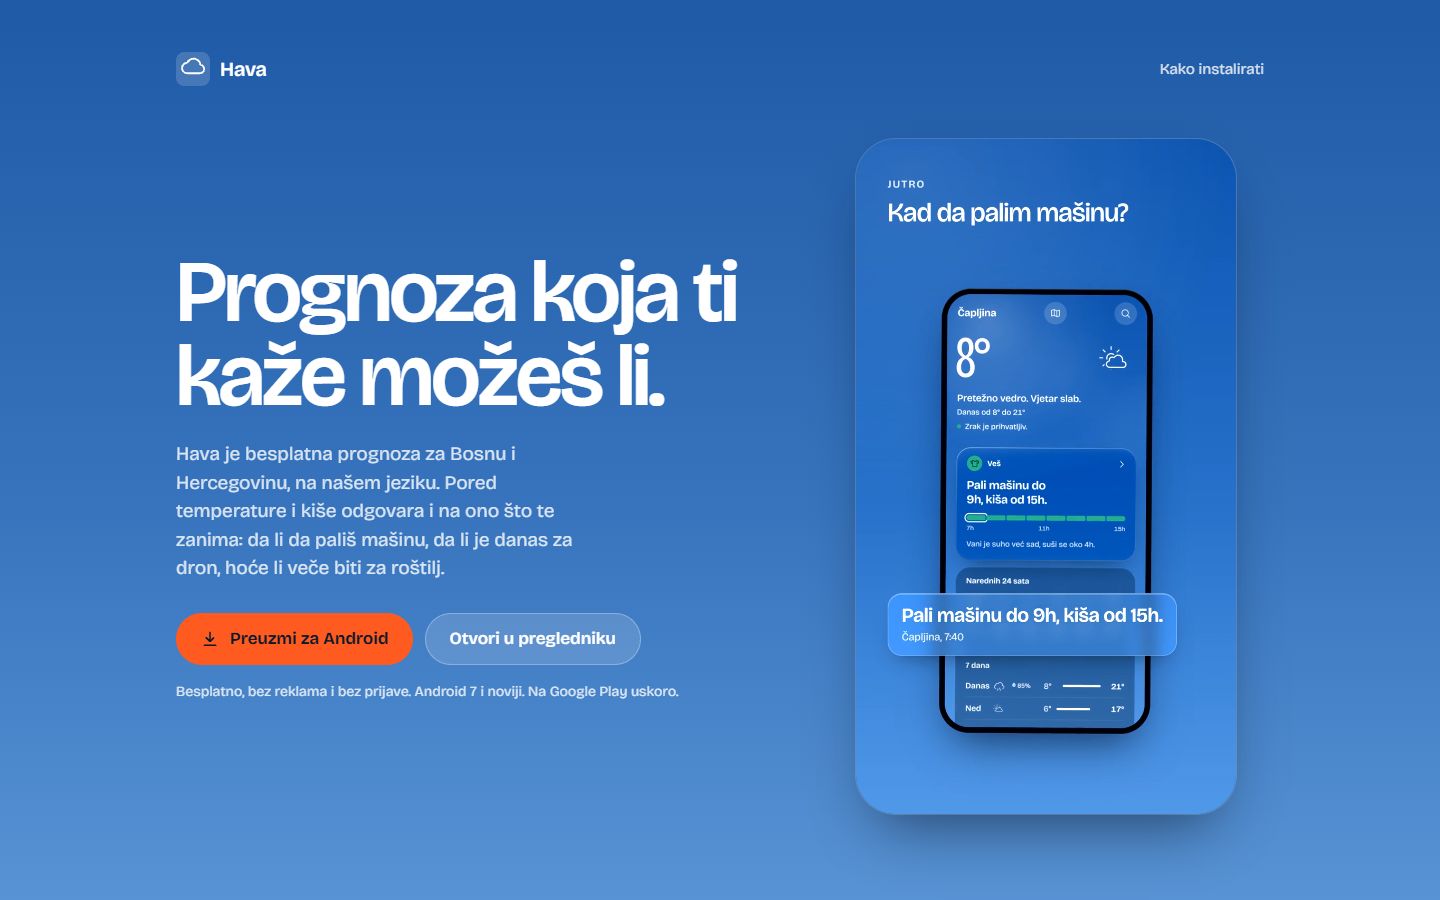 Hava
Kako instalirati
Prognoza koja ti
kaže možeš li.
Hava je besplatna prognoza za Bosnu i
Hercegovinu, na našem jeziku. Pored
temperature i kiše odgovara i na ono što te
zanima: da li da pališ mašinu, da li je danas za
dron, hoće li veče biti za roštilj.
Preuzmi za Android
Otvori u pregledniku
Besplatno, bez reklama i bez prijave. Android 7 i noviji. Na Google Play uskoro.
JUTRO
Kad da palim mašinu?
Čapljina
8°
Pretežno vedro. Vjetar slab.
Danas od 8° do 21°
Zrak je prihvatljiv.
Veš
Pali mašinu do
9h, kiša od 15h.
7h 11h 15h
Vani je suho već sad, suši se oko 4h.
Narednih 24 sata
Pali mašinu do 9h, kiša od 15h.
Čapljina, 7:40
7 dana
Danas 85% 8° 21°
Ned 6° 17°